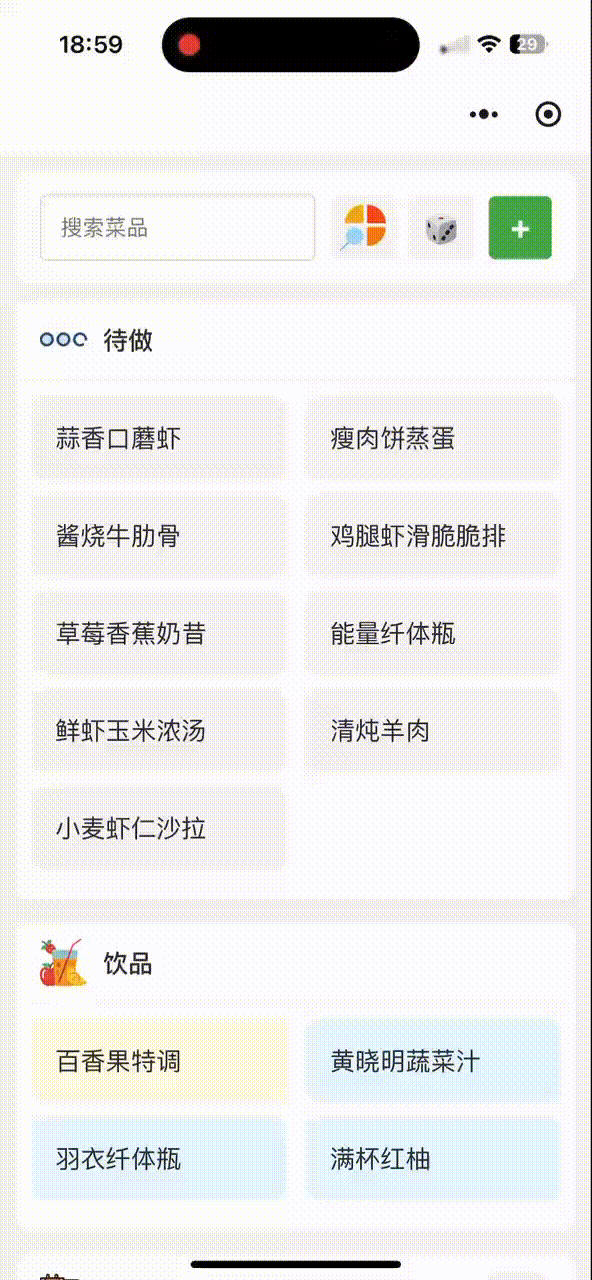 18:59
29
搜索菜品
+
待做
蒜香口蘑虾
瘦肉饼蒸蛋
酱烧牛肋骨
鸡腿虾滑脆脆排
草莓香蕉奶昔
能量纤体瓶
鲜虾玉米浓汤
清炖羊肉
小麦虾仁沙拉
饮品
百香果特调
黄晓明蔬菜汁
羽衣纤体瓶
满杯红柚